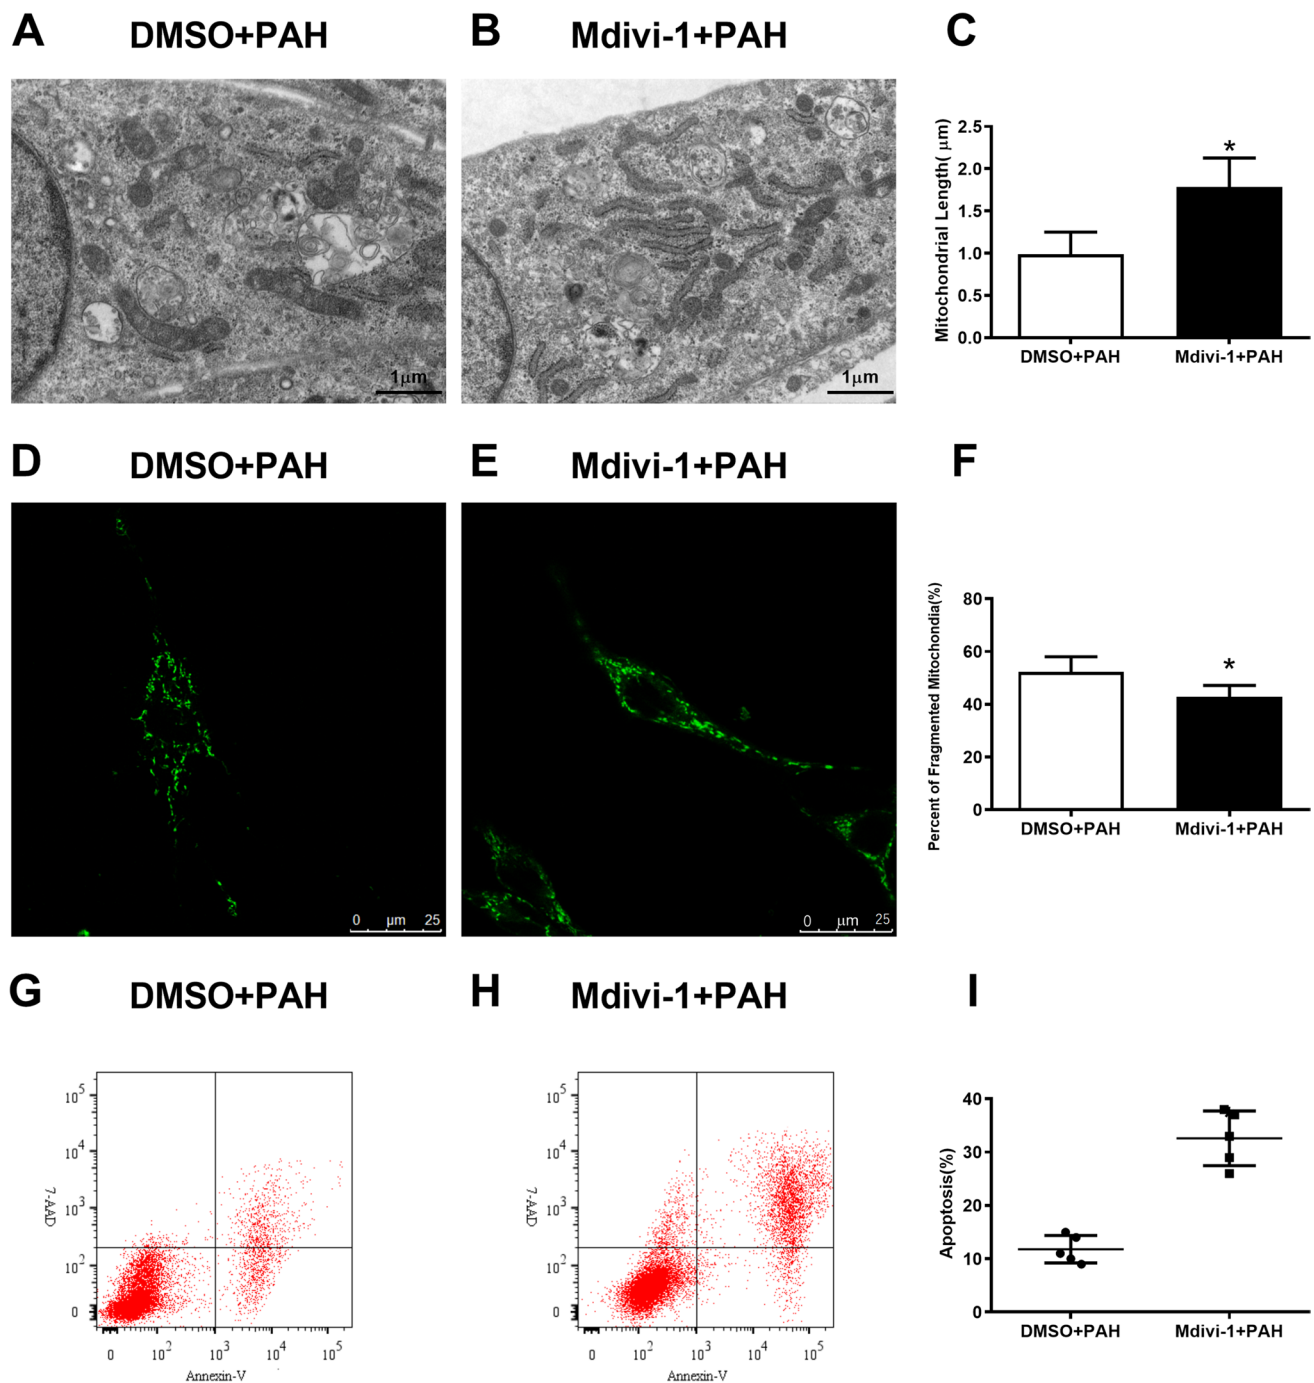 A DMSO+PAH
B Mdivi-1+PAH
C
1μm
1μm
Mitochondrial Length( μm)
2.5
2.0
1.5
1.0
0.5
0.0
DMSO+PAH Mdivi-1+PAH
*
D DMSO+PAH
E Mdivi-1+PAH
F
0 μm 25
0 μm 25
Percent of Fragmented Mitochondia(%)
80
60
40
20
0
DMSO+PAH Mdivi-1+PAH
*
G DMSO+PAH
H Mdivi-1+PAH
I
7-AAD
10^5
10^4
10^3
10^2
0
0 10^2 10^3 10^4 10^5
Annexin-V
7-AAD
10^5
10^4
10^3
10^2
0
0 10^2 10^3 10^4 10^5
Annexin-V
Apoptosis(%)
40
30
20
10
0
DMSO+PAH Mdivi-1+PAH